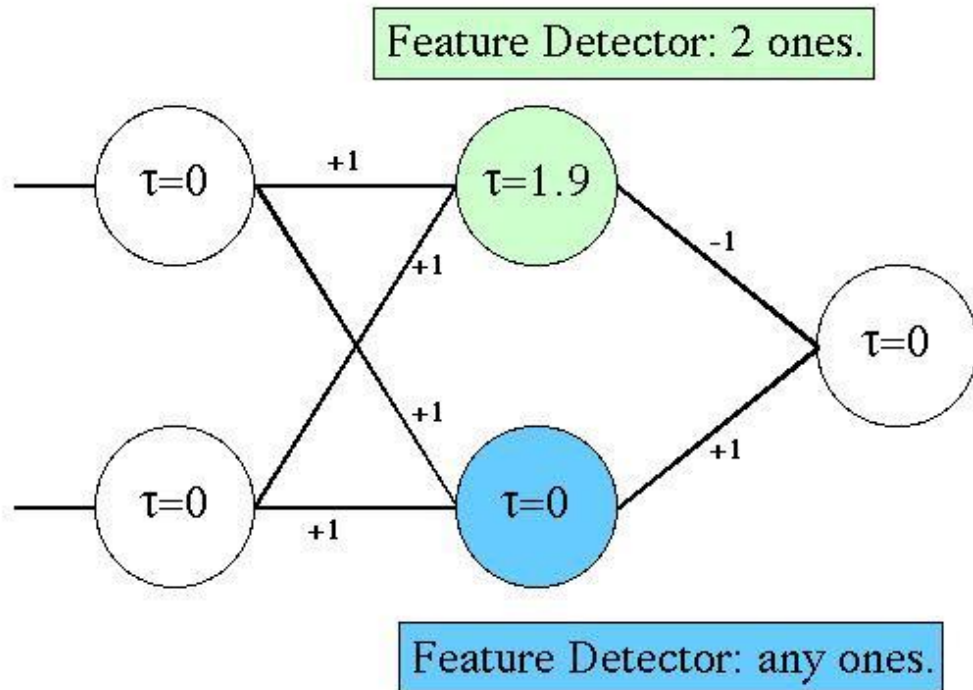 Feature Detector: 2 ones.
+1
τ=0
τ=1.9
+1
-1
τ=0
+1
+1
τ=0
τ=0
+1
Feature Detector: any ones.